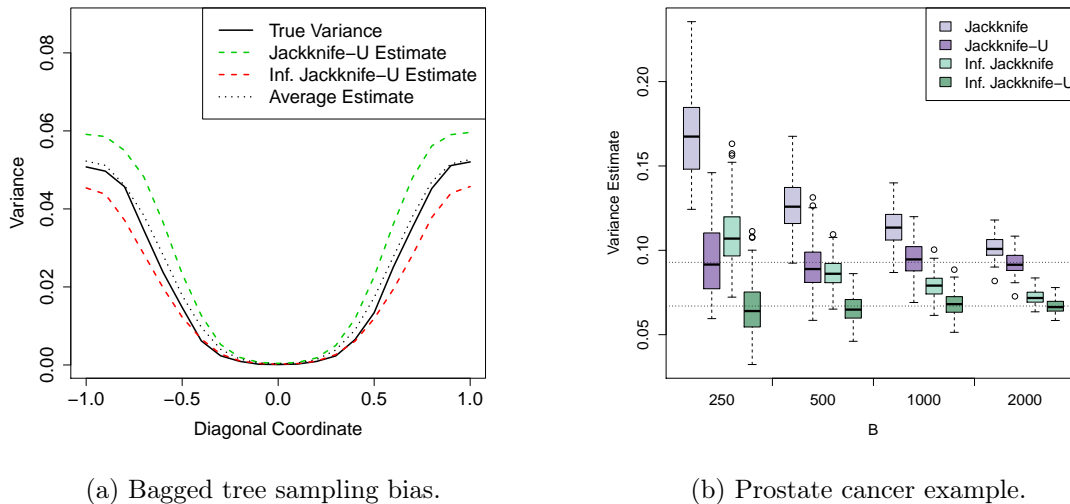 True Variance
Jackknife−U Estimate
Inf. Jackknife−U Estimate
Average Estimate
Variance
0.08
0.06
0.04
0.02
0.00
−1.0 −0.5 0.0 0.5 1.0
Diagonal Coordinate
(a) Bagged tree sampling bias.
Jackknife
Jackknife−U
Inf. Jackknife
Inf. Jackknife−U
Variance Estimate
0.20
0.15
0.10
0.05
250 500 1000 2000
B
(b) Prostate cancer example.